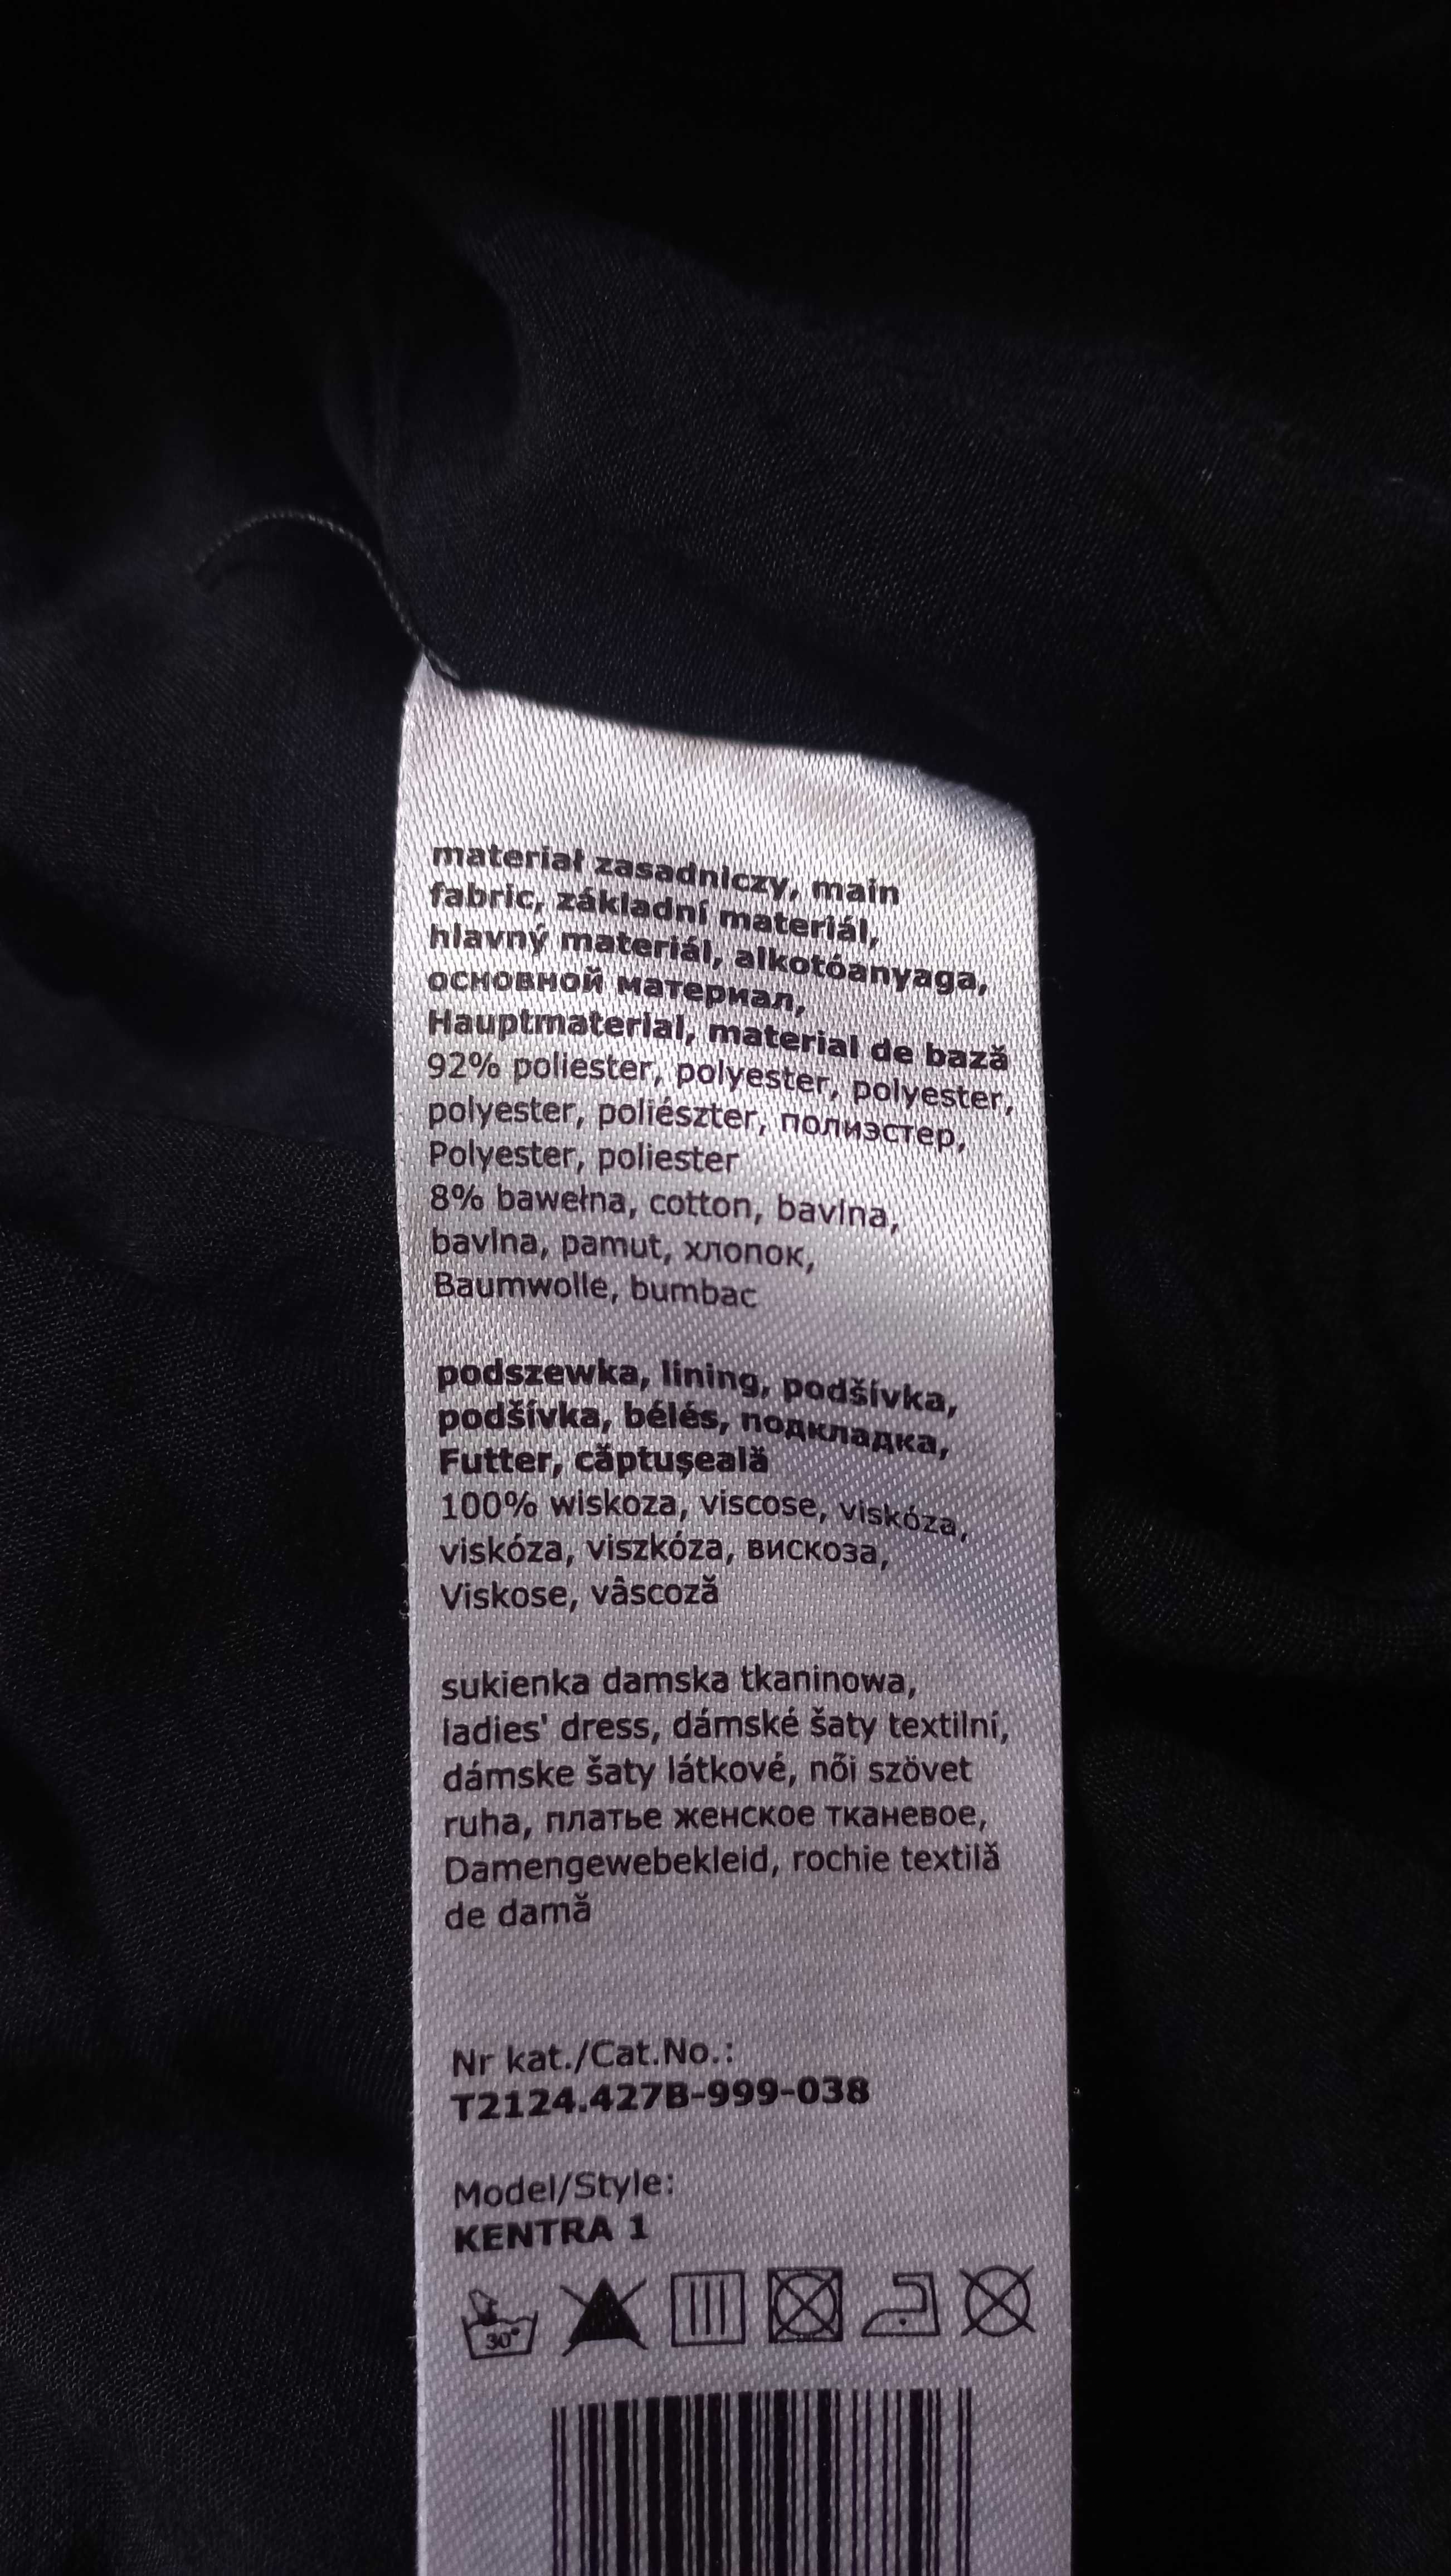 materiał zasadniczy, main
fabric, základní materiál,
hlavný materiál, alkotóanyaga,
основной материал,
Hauptmaterial, material de bază
92% poliester, polyester, polyester,
polyester, poliészter, полиэстер,
Polyester, poliester
8% bawełna, cotton, bavlna,
bavlna, pamut, хлопок,
Baumwolle, bumbac
podszewka, lining, podšívka,
podšívka, bélés, подкладка,
Futter, căptuşeală
100% wiskoza, viscose, viskóza,
viskóza, viszkóza, вискоза,
Viskose, vâscoză
sukienka damska tkaninowa,
ladies' dress, dámské šaty textilní,
dámske šaty látkové, női szövet
ruha, платье женское тканевое,
Damengewebekleid, rochie textilă
de damă
Nr kat./Cat.No.:
T2124.427B-999-038
Model/Style:
KENTRA 1
30°